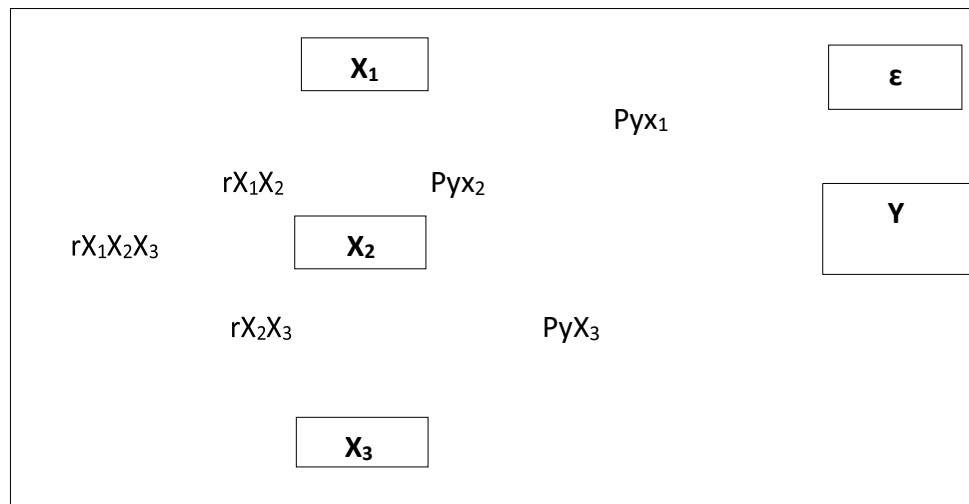 X₁
ε
Pyx₁
rX₁X₂
Pyx₂
Y
rX₁X₂X₃
X₂
rX₂X₃
PyX₃
X₃